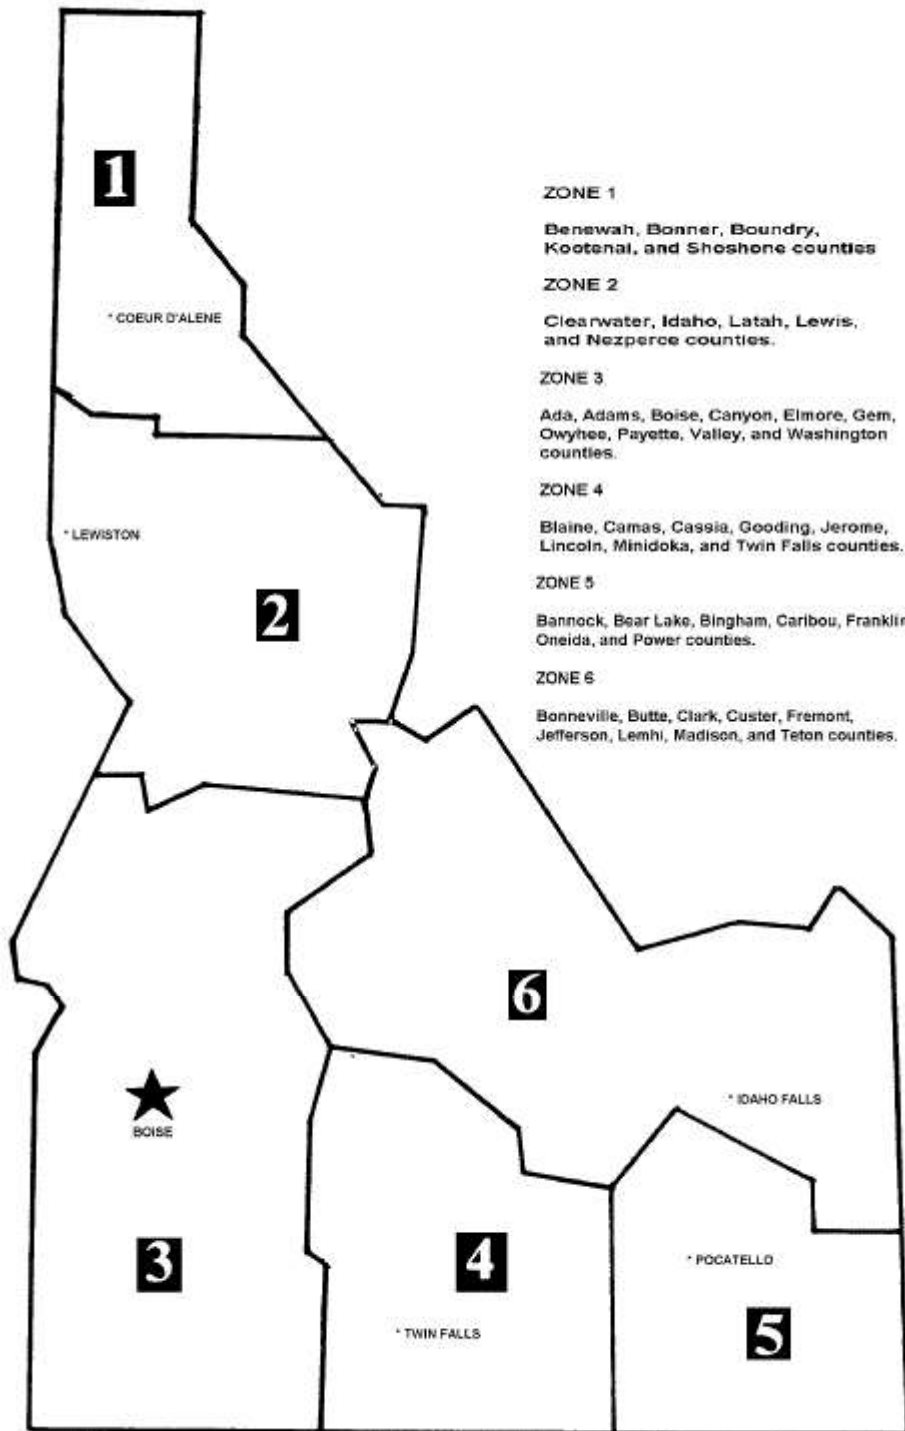 1
* COEUR D'ALENE
* LEWISTON
2
ZONE 1
Benewah, Bonner, Boundry,
Kootenai, and Shoshone counties
ZONE 2
Clearwater, Idaho, Latah, Lewis,
and Nezperce counties.
ZONE 3
Ada, Adams, Boise, Canyon, Elmore, Gem,
Owyhee, Payette, Valley, and Washington
counties.
ZONE 4
Blaine, Camas, Cassia, Gooding, Jerome,
Lincoln, Minidoka, and Twin Falls counties.
ZONE 5
Bannock, Bear Lake, Bingham, Caribou, Franklin
Oneida, and Power counties.
ZONE 6
Bonneville, Butte, Clark, Custer, Fremont,
Jefferson, Lemhi, Madison, and Teton counties.
6
* IDAHO FALLS
BOISE
3
4
* TWIN FALLS
* POCATELLO
5